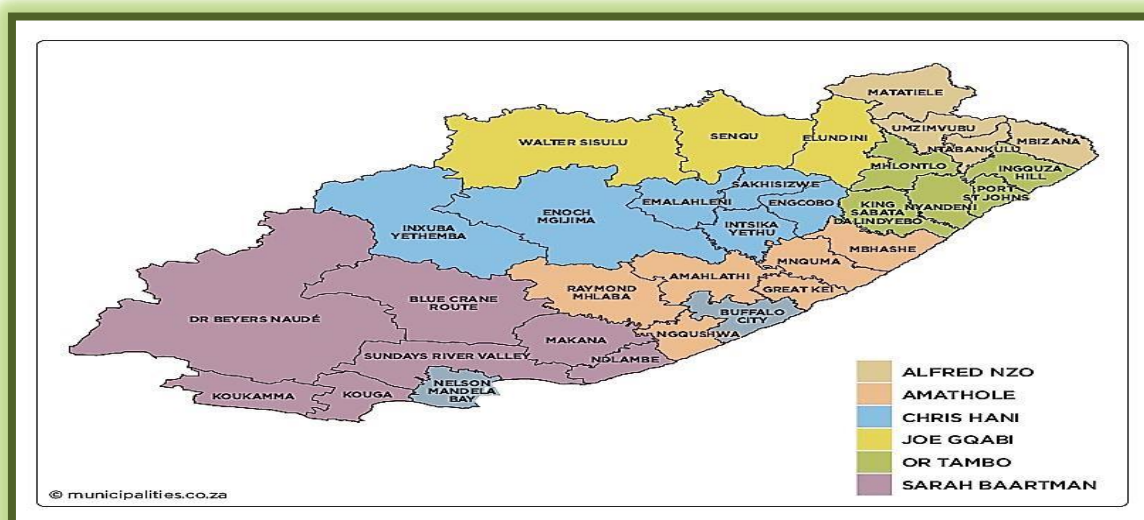 MATATIELE
UMZIMVUBU
MBIZANA
NTABANKULU
WALTER SISULU
SENQU
ELUNDINI
MHLONTLO
INGQUZA
HILL
SAKHISIZWE
EMALAHLENI
ENGCOBO
KING
SABATA
DALINDYEBO
NYANDENI
PORT
ST JOHNS
INXUBA
YETHEMBA
ENOCH
MGIJIMA
INTSIKA
YETHU
MBHASHE
MNQUMA
AMAHLATHI
GREAT KEI
RAYMOND
MHLABA
BUFFALO
CITY
NGQUSHWA
BLUE CRANE
ROUTE
DR BEYERS NAUDÉ
MAKANA
NDLAMBE
SUNDAYS RIVER VALLEY
NELSON
MANDELA
BAY
KOUKAMMA
KOUGA
ALFRED NZO
AMATHOLE
CHRIS HANI
JOE GQABI
OR TAMBO
SARAH BAARTMAN
© municipalities.co.za